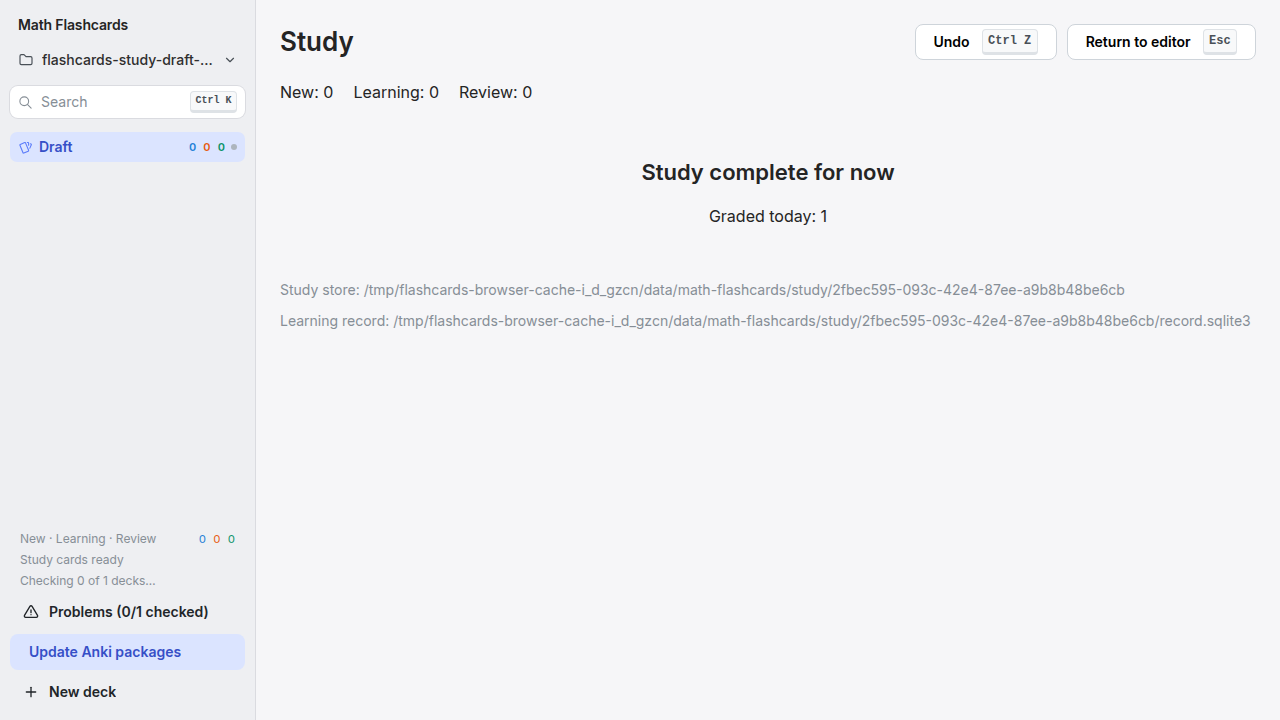 Math Flashcards
flashcards-study-draft-...
Search Ctrl K
Draft 0 0 0
New · Learning · Review 0 0 0
Study cards ready
Checking 0 of 1 decks...
Problems (0/1 checked)
Update Anki packages
New deck
Study
Undo Ctrl Z
Return to editor Esc
New: 0 Learning: 0 Review: 0
Study complete for now
Graded today: 1
Study store: /tmp/flashcards-browser-cache-i_d_gzcn/data/math-flashcards/study/2fbec595-093c-42e4-87ee-a9b8b48be6cb
Learning record: /tmp/flashcards-browser-cache-i_d_gzcn/data/math-flashcards/study/2fbec595-093c-42e4-87ee-a9b8b48be6cb/record.sqlite3